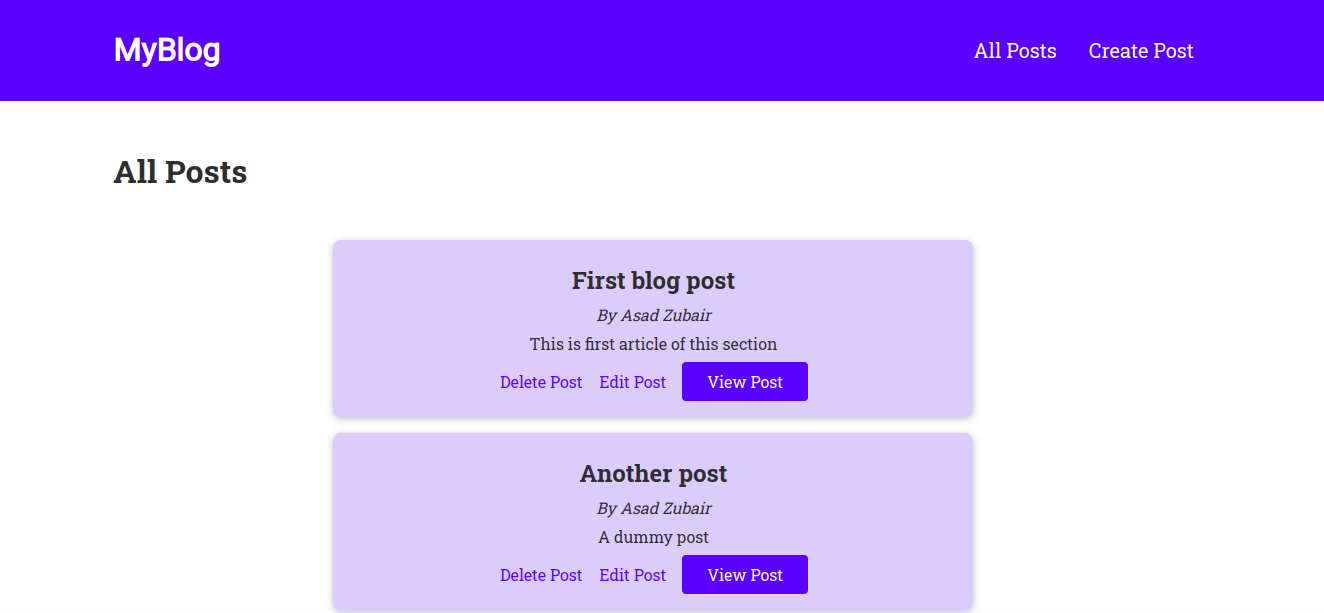 MyBlog
All Posts Create Post
All Posts
First blog post
By Asad Zubair
This is first article of this section
Delete Post Edit Post View Post
Another post
By Asad Zubair
A dummy post
Delete Post Edit Post View Post